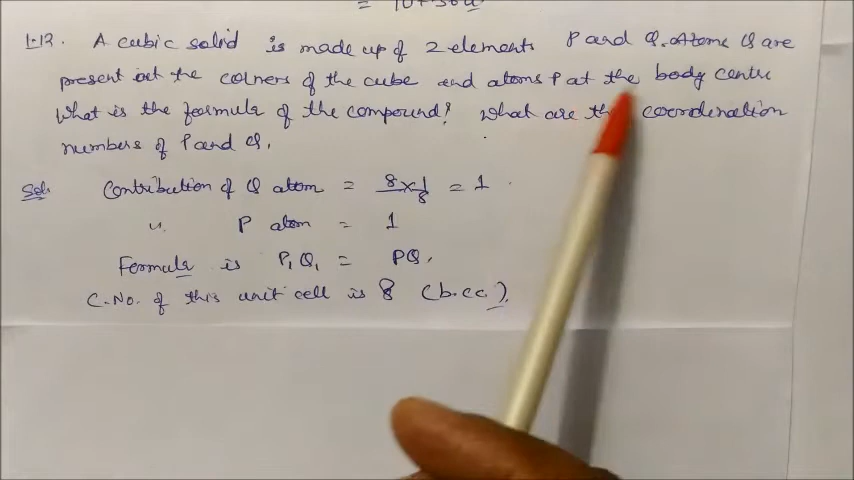 = 10+36u
1.12. A cubic solid is made up of 2 elements P and Q. Atoms Q are
present at the corners of the cube and atoms P at the body centre
What is the formula of the compound? What are the coordination
numbers of P and Q.
Sol: Contribution of Q atom = 8×1/8 = 1
" P atom = 1
Formula is P₁Q₁ = PQ.
C.No. of this unit cell is 8 (b.cc.).